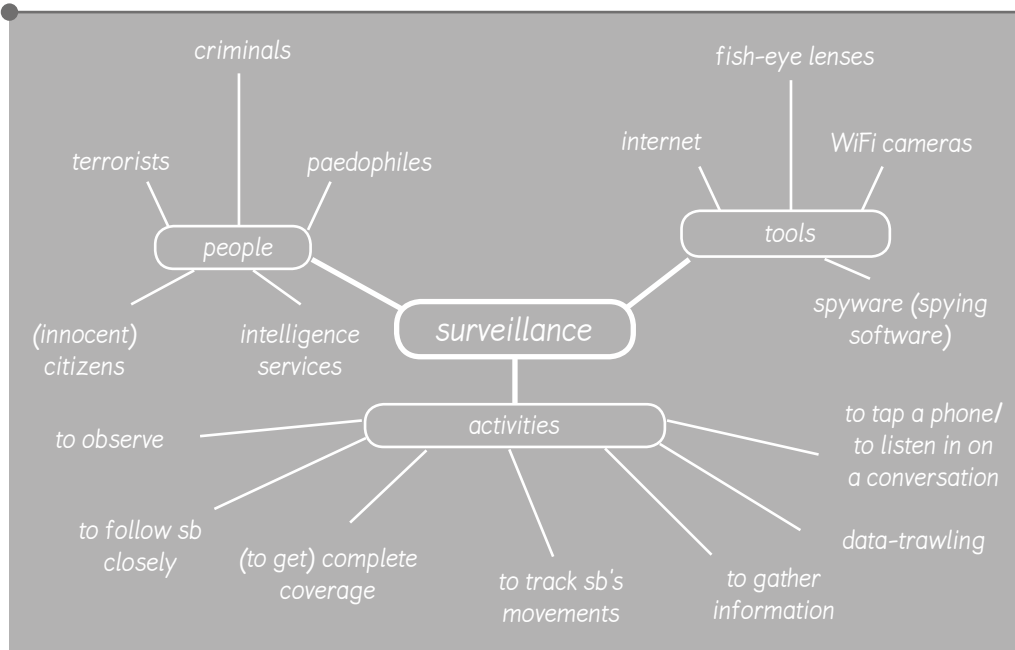 criminals
terrorists
paedophiles
people
(innocent)
citizens
intelligence
services
fish-eye lenses
internet
WiFi cameras
tools
spyware (spying
software)
surveillance
activities
to observe
to follow sb
closely
(to get) complete
coverage
to track sb's
movements
to gather
information
data-trawling
to tap a phone/
to listen in on
a conversation